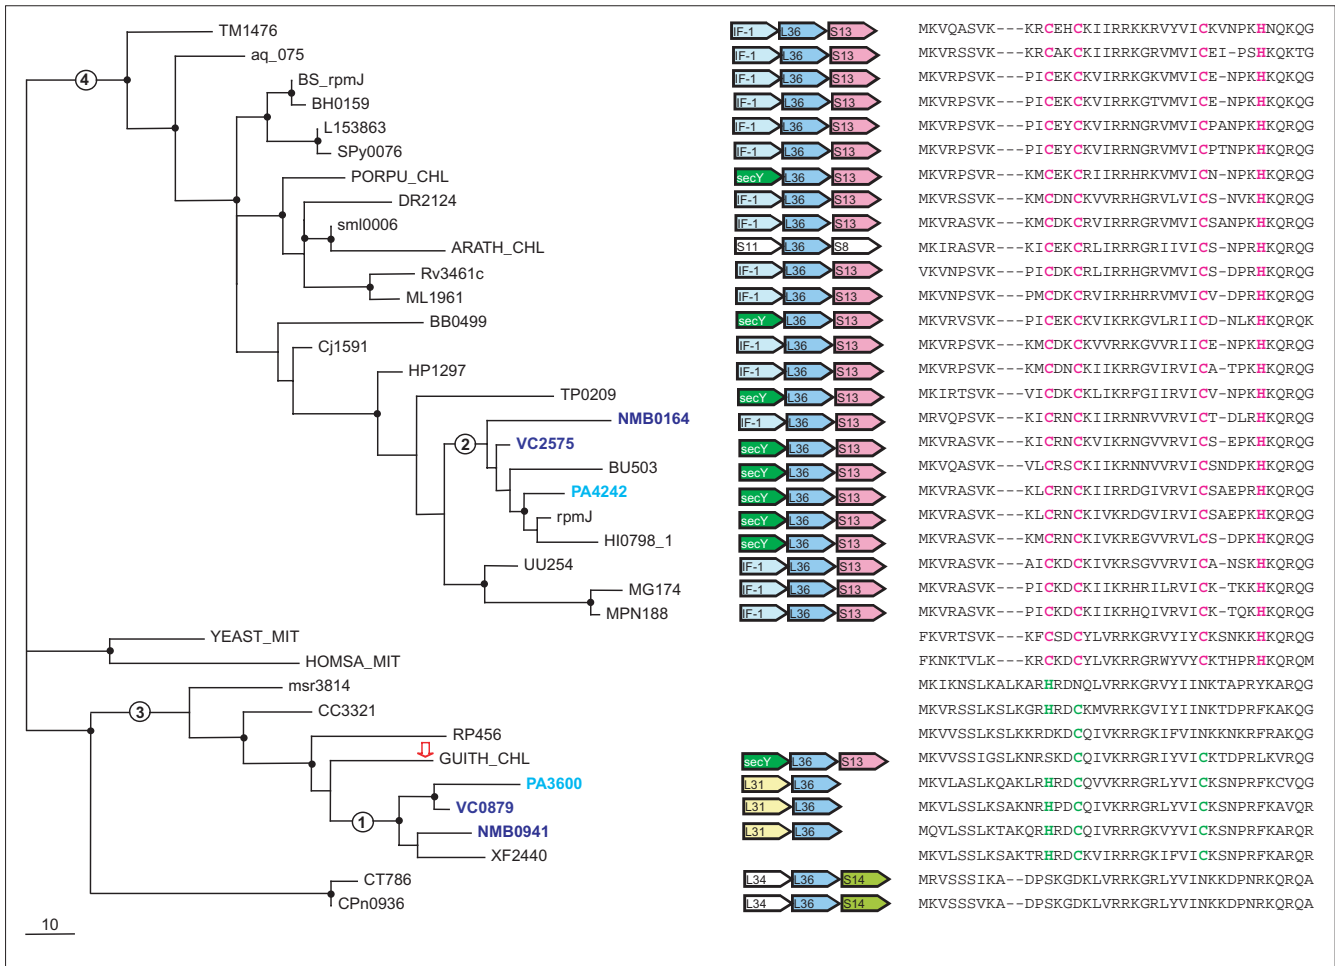 TM1476 IF-1 L36 S13 MKVQASVK---KRCEHCKIIRRKKRVYVICKVNPKHNQKQG
aq_075 IF-1 L36 S13 MKVRSSVK---KRCAKCKIIRRKGRVMVICEI-PSHKQKTG
4
BS_rpmJ IF-1 L36 S13 MKVRPSVK---PICEKCKVIRRKGKVMVICE-NPKHKQKQG
BH0159 IF-1 L36 S13 MKVRPSVK---PICEKCKVIRRKGTVMVICE-NPKHKQKQG
L153863 IF-1 L36 S13 MKVRPSVK---PICEYCKVIRRNGRVMVICPANPKHKQRQG
SPy0076 IF-1 L36 S13 MKVRPSVK---PICEYCKVIRRNGRVMVICPTNPKHKQRQG
PORPU_CHL secY L36 S13 MKVRPSVR---KMCEKCRIIRRHRKVMVICN-NPKHKQRQG
DR2124 IF-1 L36 S13 MKVRSSVK---KMCDNCKVVRRHGRVLVICS-NVKHKQRQG
sml0006 IF-1 L36 S13 MKVRASVK---KMCDKCRVIRRHGRVMVICSANPKHKQRQG
ARATH_CHL S11 L36 S8 MKIRASVR---KICEKCRLIRRRGRIIVICS-NPRHKQRQG
Rv3461c IF-1 L36 S13 VKVNPSVK---PICDKCRLIRRHGRVMVICS-DPRHKQRQG
ML1961 IF-1 L36 S13 MKVNPSVK---PMCDKCRVIRRHRRVMVICV-DPRHKQRQG
BB0499 secY L36 S13 MKVRVSVK---PICEKCKVIRRKGVLRIICD-NLKHKQRQK
Cj1591 IF-1 L36 S13 MKVRPSVK---KMCDKCKVVRRKGVVRIICE-NPKHKQRQG
HP1297 IF-1 L36 S13 MKVRPSVK---KMCDNCKIIRRRGVIRVICA-TPKHKQRQG
TP0209 secY L36 S13 MKIRTSVK---VICDKCKLIKRFGIIRVICV-NPKHKQRQG
NMB0164 IF-1 L36 S13 MRVQPSVK---KICRNCKIIRRNRVVRVICT-DLRHKQRQG
2
VC2575 secY L36 S13 MKVRASVK---KICRNCKVIKRNGVVRVICS-EPKHKQRQG
BU503 secY L36 S13 MKVQASVK---VLCRSCKIIKRNNVVRVICSNDPKHKQRQG
PA4242 secY L36 S13 MKVRASVK---KLCRNCKIIRRDGIVRVICSAEPRHKQRQG
rpmJ secY L36 S13 MKVRASVK---KLCRNCKIVKRDGVIRVICSAEPKHKQRQG
HI0798_1 secY L36 S13 MKVRASVK---KMCRNCKIVKREGVVRVLCS-DPKHKQRQG
UU254 IF-1 L36 S13 MKVRASVK---AICKDCKIVKRSGVVRVICA-NSKHKQRQG
MG174 IF-1 L36 S13 MKVRASVK---PICKDCKIIKRHRILRVICK-TKKHKQRQG
MPN188 IF-1 L36 S13 MKVRASVK---PICKDCKIIKRHQIVRVICK-TQKHKQRQG
YEAST_MIT FKVRTSVK---KFCSDCYLVRRKGRVYIYCKSNKKHKQRQG
HOMSA_MIT FKNKTVLK---KRCKDCYLVKRRGRWYVYCKTHPRHKQRQM
msr3814 MKIKNSLKALKARHRDNQLVRRKGRVYIINKTAPRYKARQG
3
CC3321 MKVRSSLKSLKGRHRDCKMVRRKGVIYIINKTDPRFKAKQG
RP456 MKVVSSLKSLKKRDKDCQIVKRRGKIFVINKKNKRFRAKQG
GUITH_CHL secY L36 S13 MKVVSSIGSLKNRSKDCQIVKRRGRIYVICKTDPRLKVRQG
PA3600 L31 L36 MKVLASLKQAKLRHRDCQVVKRRGRLYVICKSNPRFKCVQG
VC0879 L31 L36 MKVLSSLKSAKNRHPDCQIVKRRGRLYVICKSNPRFKAVQR
1
NMB0941 L31 L36 MQVLSSLKTAKQRHRDCQIVRRRGKVYVICKSNPRFKARQR
XF2440 MKVLSSLKSAKTRHRDCKVIRRRGKIFVICKSNPRFKARQR
CT786 L34 L36 S14 MRVSSSIKA--DPSKGDKLVRRKGRLYVINKKDPNRKQRQA
CPn0936 L34 L36 S14 MKVSSSVKA--DPSKGDKLVRRKGRLYVINKKDPNRKQRQA
10